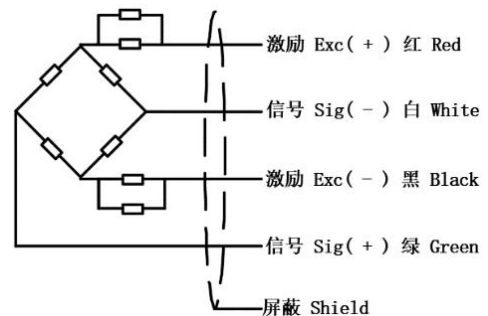 激励 Exc( + ) 红 Red
信号 Sig( - ) 白 White
激励 Exc( - ) 黑 Black
信号 Sig( + ) 绿 Green
屏蔽 Shield